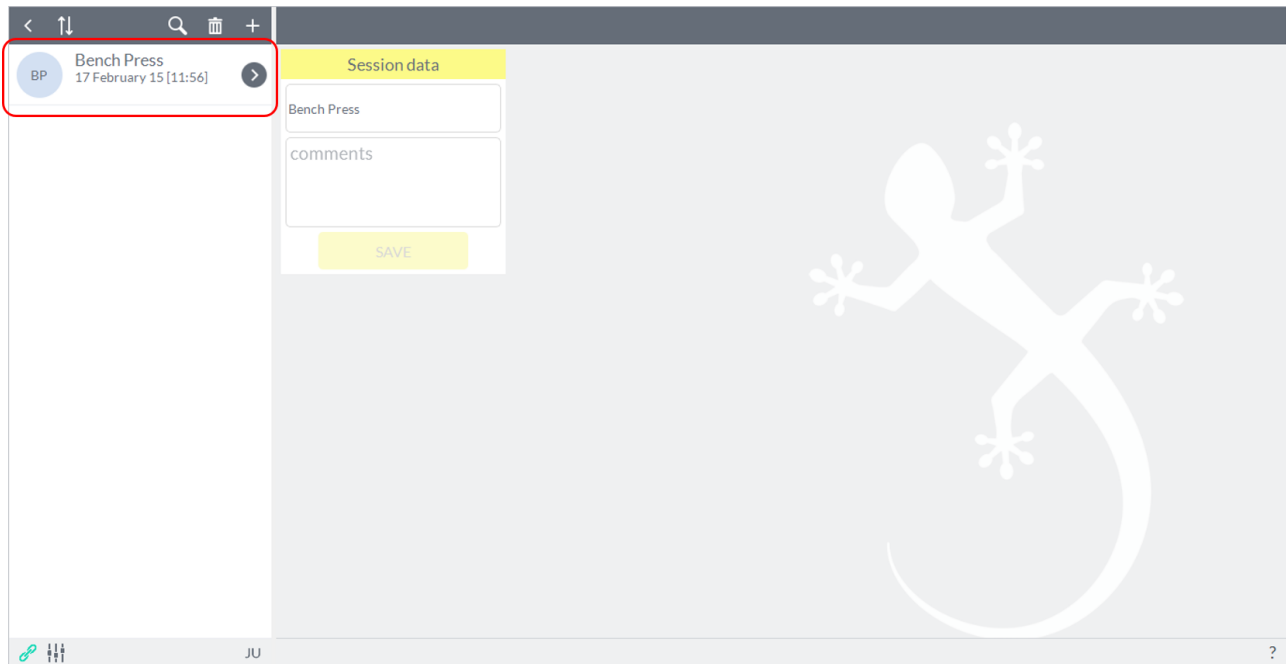 Bench Press
17 February 15 [11:56]
BP
Session data
Bench Press
comments
SAVE
JU
?